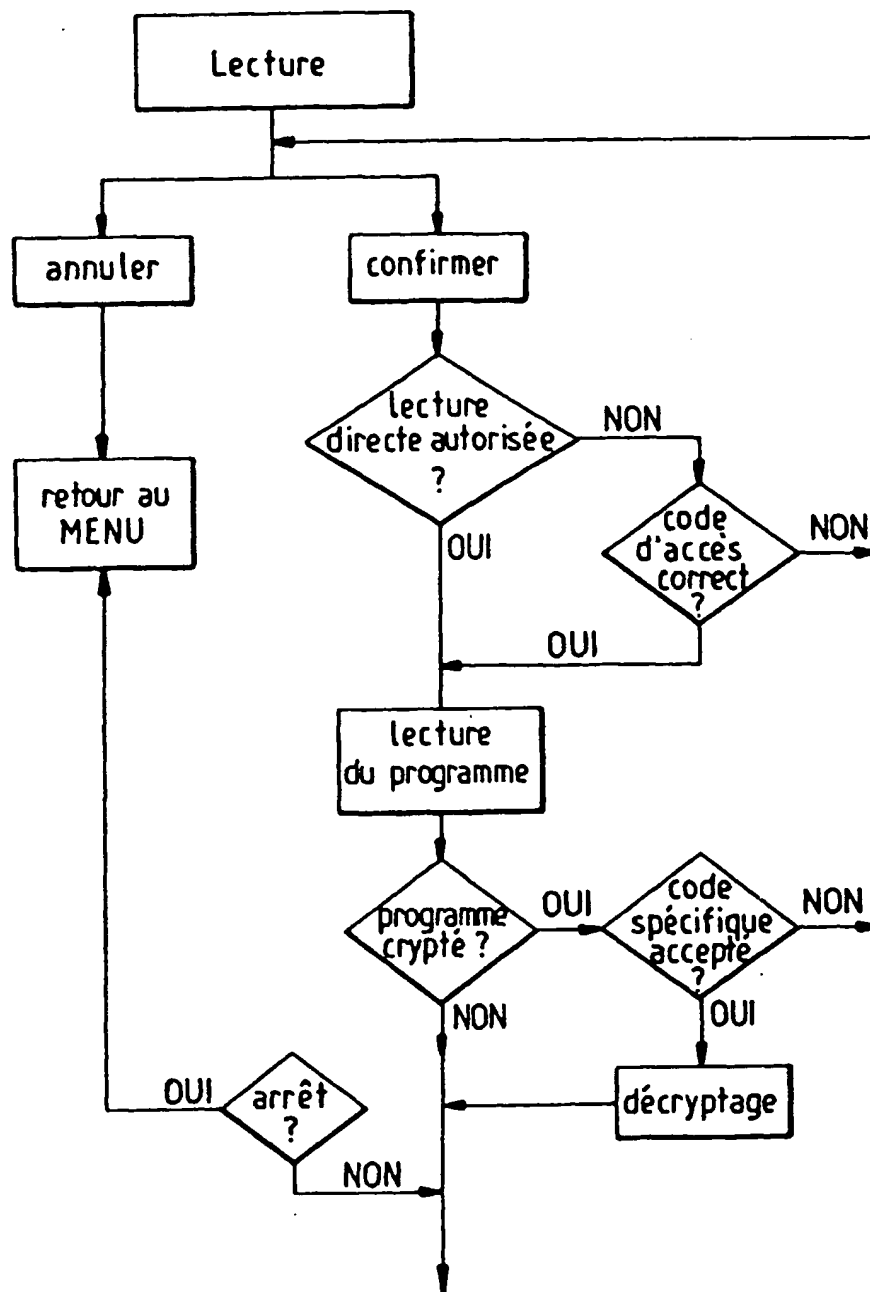 Lecture
annuler
confirmer
lecture
directe autorisée
?
NON
retour au
MENU
code
d'accès
correct
?
NON
OUI
OUI
lecture
du programme
programme
crypté ?
OUI
code
spécifique
accepté
?
NON
NON
OUI
OUI
arrêt
?
décryptage
NON